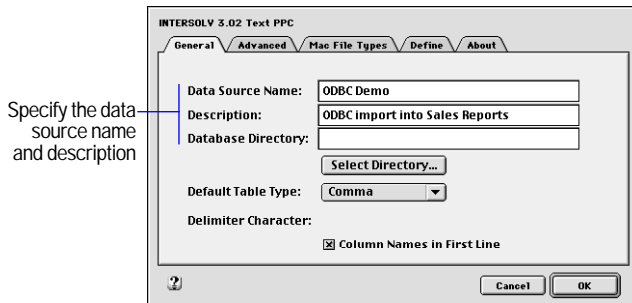 INTERSOLV 3.02 Text PPC
General Advanced Mac File Types Define About
Specify the data source name and description
Data Source Name: ODBC Demo
Description: ODBC import into Sales Reports
Database Directory:
Select Directory...
Default Table Type: Comma
Delimiter Character:
Column Names in First Line
? Cancel OK